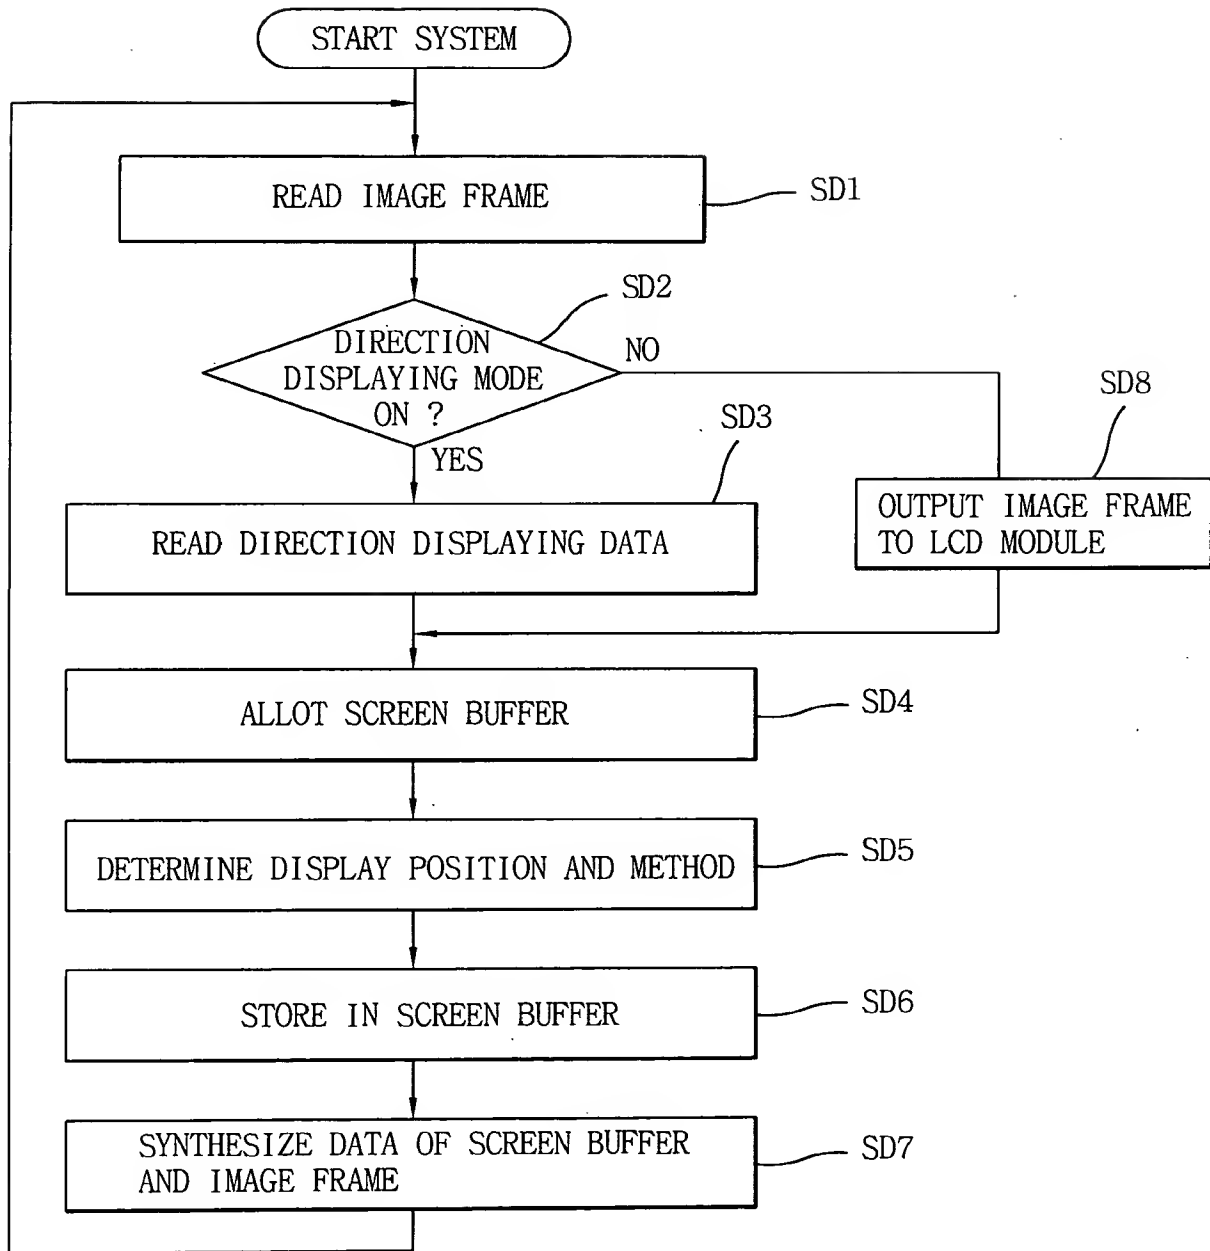 START SYSTEM
READ IMAGE FRAME
SD1
SD2
DIRECTION
DISPLAYING MODE
ON ?
NO
YES
SD3
SD8
READ DIRECTION DISPLAYING DATA
OUTPUT IMAGE FRAME
TO LCD MODULE
ALLOT SCREEN BUFFER
SD4
DETERMINE DISPLAY POSITION AND METHOD
SD5
STORE IN SCREEN BUFFER
SD6
SYNTHESIZE DATA OF SCREEN BUFFER
AND IMAGE FRAME
SD7